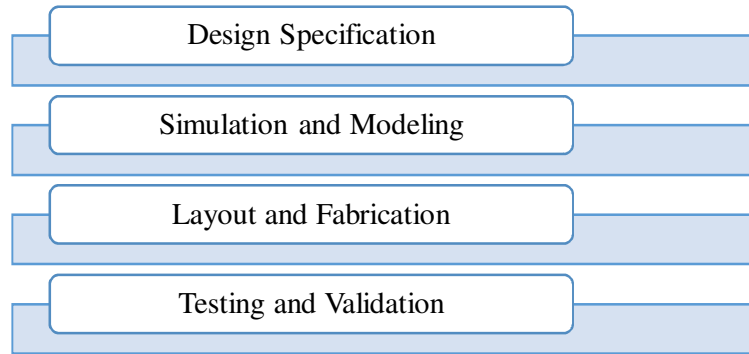 Design Specification
Simulation and Modeling
Layout and Fabrication
Testing and Validation